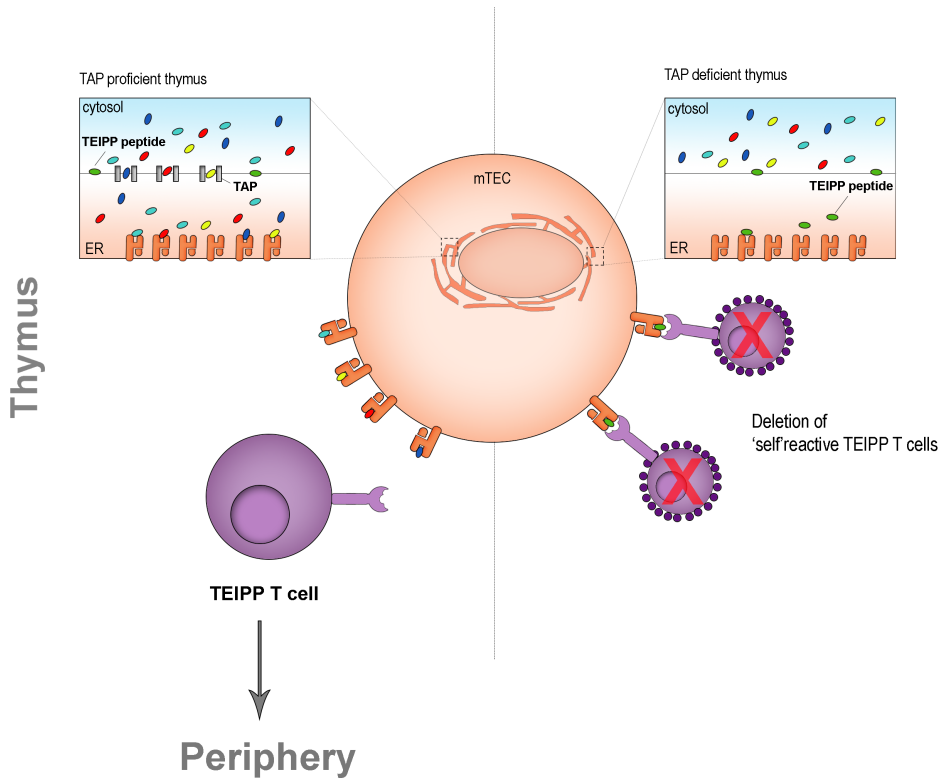 TAP proficient thymus
cytosol
TEIPP peptide
TAP
ER
TAP deficient thymus
cytosol
TEIPP peptide
ER
mTEC
Thymus
Deletion of
'self'reactive TEIPP T cells
X
X
TEIPP T cell
Periphery